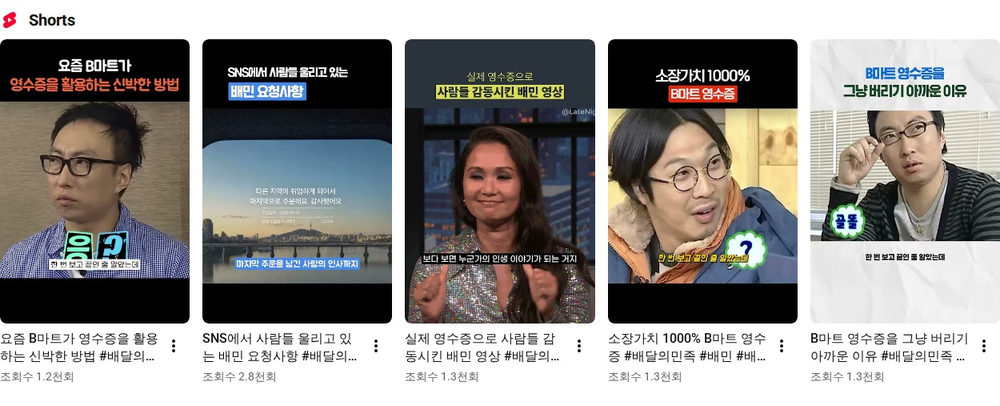 Shorts
요즘 B마트가
영수증을 활용하는 신박한 방법
응?
한 번 보고 끝인 줄 알았는데
요즘 B마트가 영수증을 활용
하는 신박한 방법 #배달의...
조회수 1.2천회
SNS에서 사람들 울리고 있는
배민 요청사항
다른 지역에 취업하게 되어서
마지막으로 주문해요. 감사했어요
마지막 주문을 남긴 사람의 인사까지
SNS에서 사람들 울리고 있
는 배민 요청사항 #배달의...
조회수 2.8천회
실제 영수증으로
사람들 감동시킨 배민 영상
@LateNig
보다 보면 누군가의 인생 이야기가 되는 거지
실제 영수증으로 사람들 감
동시킨 배민 영상 #배달의...
조회수 1.3천회
소장가치 1000%
B마트 영수증
?
한 번 보고 끝인 줄 알았는데
소장가치 1000% B마트 영수
증 #배달의민족 #배민 #배...
조회수 1.3천회
B마트 영수증을
그냥 버리기 아까운 이유
골똘
한 번 보고 끝인 줄 알았는데
B마트 영수증을 그냥 버리기
아까운 이유 #배달의민족 ...
조회수 1.3천회